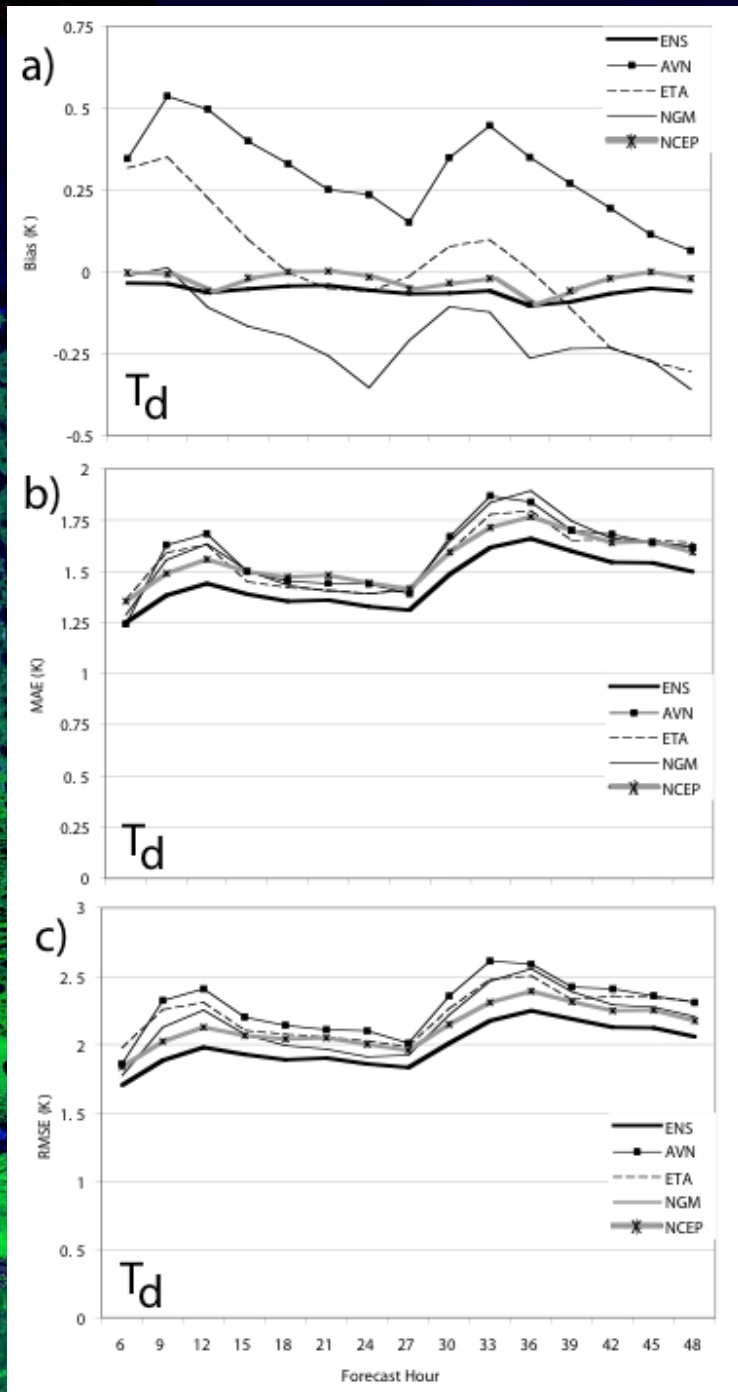 a)
0.75
0.5
0.25
0
-0.25
-0.5
Bias (K)
ENS
AVN
ETA
NGM
NCEP
Td
b)
2
1.75
1.5
1.25
1
0.75
0.5
0.25
0
MAE (K)
ENS
AVN
ETA
NGM
NCEP
Td
c)
3
2.5
2
1.5
1
0.5
0
RMSE (K)
ENS
AVN
ETA
NGM
NCEP
Td
6 9 12 15 18 21 24 27 30 33 36 39 42 45 48
Forecast Hour